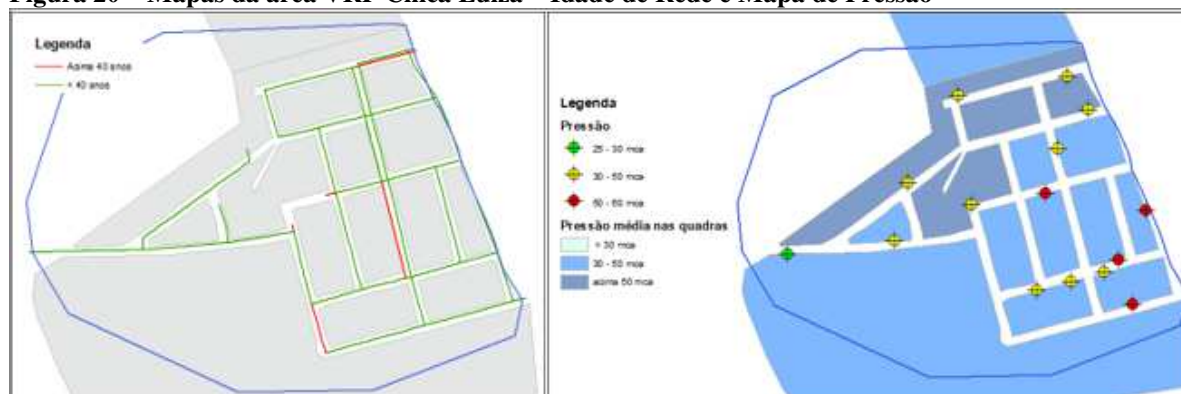 Figura 20 – Mapas da área VRP Chica Luíza – Idade de Rede e Mapa de Pressão
Legenda
Acima 40 anos
< 40 anos
Legenda
Pressão
25 - 30 mca
30 - 50 mca
50 - 60 mca
Pressão média nas quadras
< 30 mca
30 - 50 mca
acima 50 mca